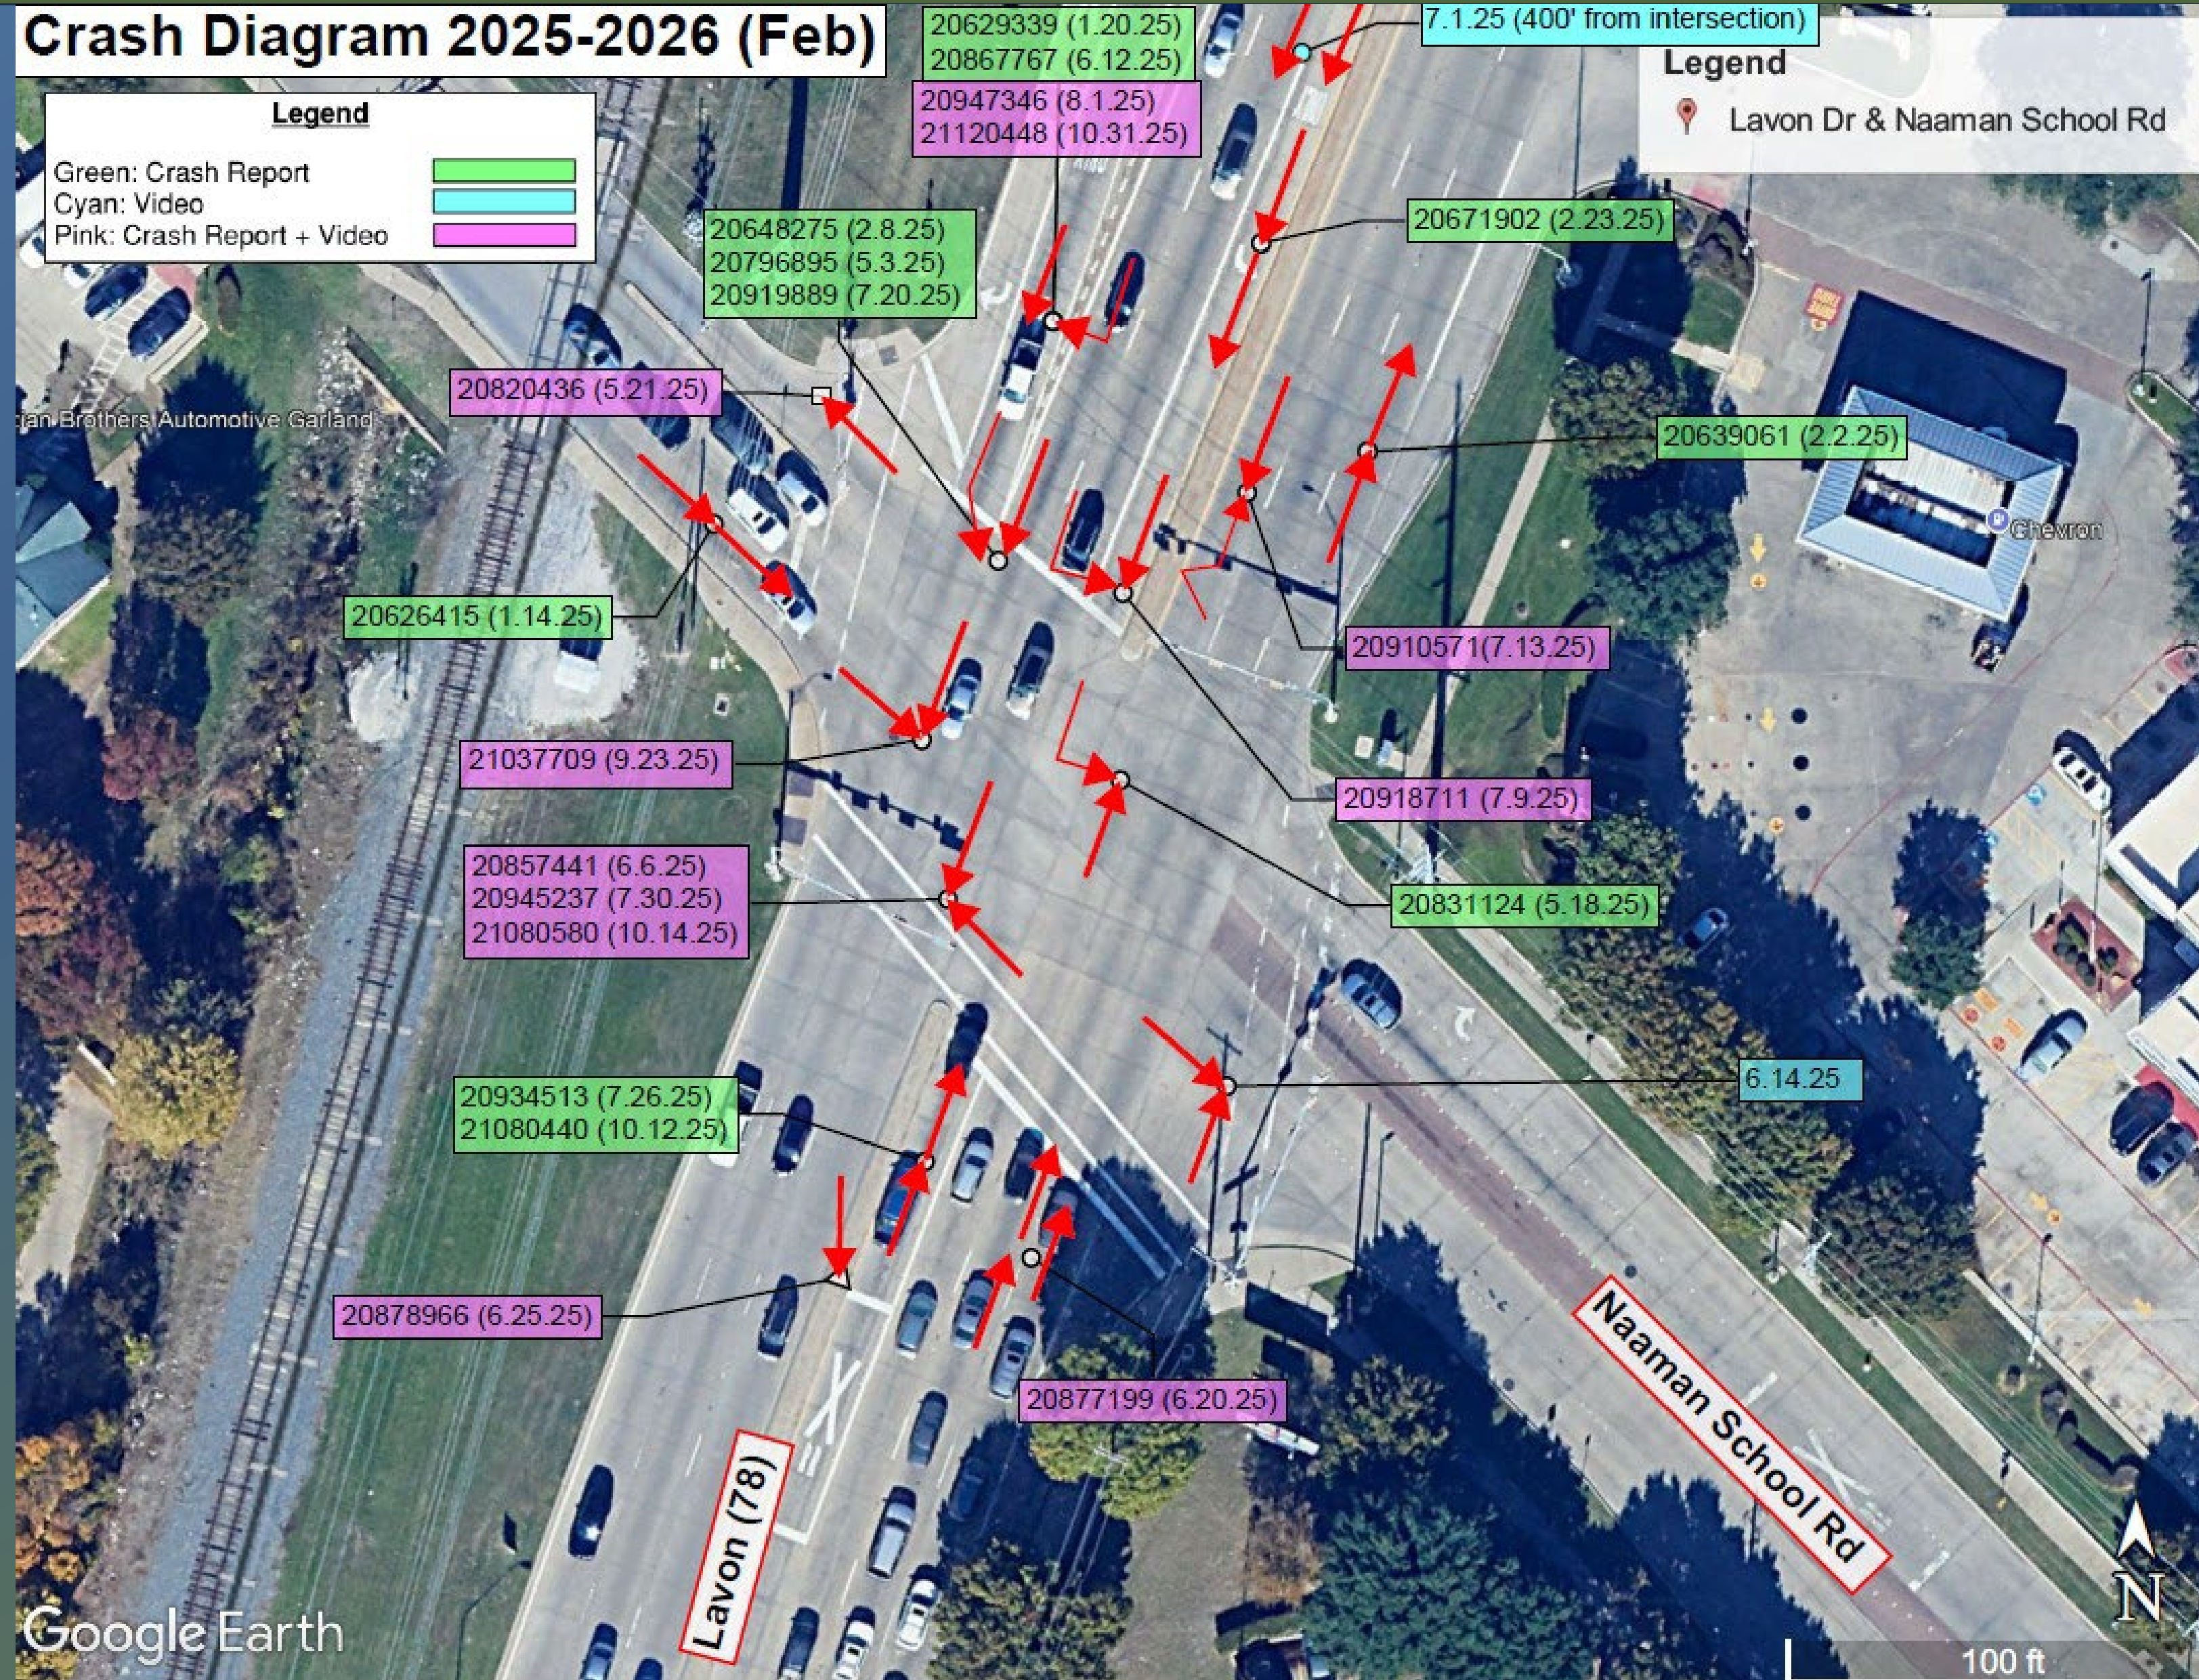 Crash Diagram 2025-2026 (Feb)
Legend
Green: Crash Report
Cyan: Video
Pink: Crash Report + Video
20629339 (1.20.25)
20867767 (6.12.25)
20947346 (8.1.25)
21120448 (10.31.25)
7.1.25 (400' from intersection)
Legend
Lavon Dr & Naaman School Rd
20648275 (2.8.25)
20796895 (5.3.25)
20919889 (7.20.25)
20671902 (2.23.25)
20820436 (5.21.25)
ian Brothers Automotive Garland
20639061 (2.2.25)
Chevron
20626415 (1.14.25)
20910571(7.13.25)
21037709 (9.23.25)
20918711 (7.9.25)
20857441 (6.6.25)
20945237 (7.30.25)
21080580 (10.14.25)
20831124 (5.18.25)
6.14.25
20934513 (7.26.25)
21080440 (10.12.25)
20878966 (6.25.25)
20877199 (6.20.25)
Naaman School Rd
Lavon (78)
N
Google Earth
100 ft